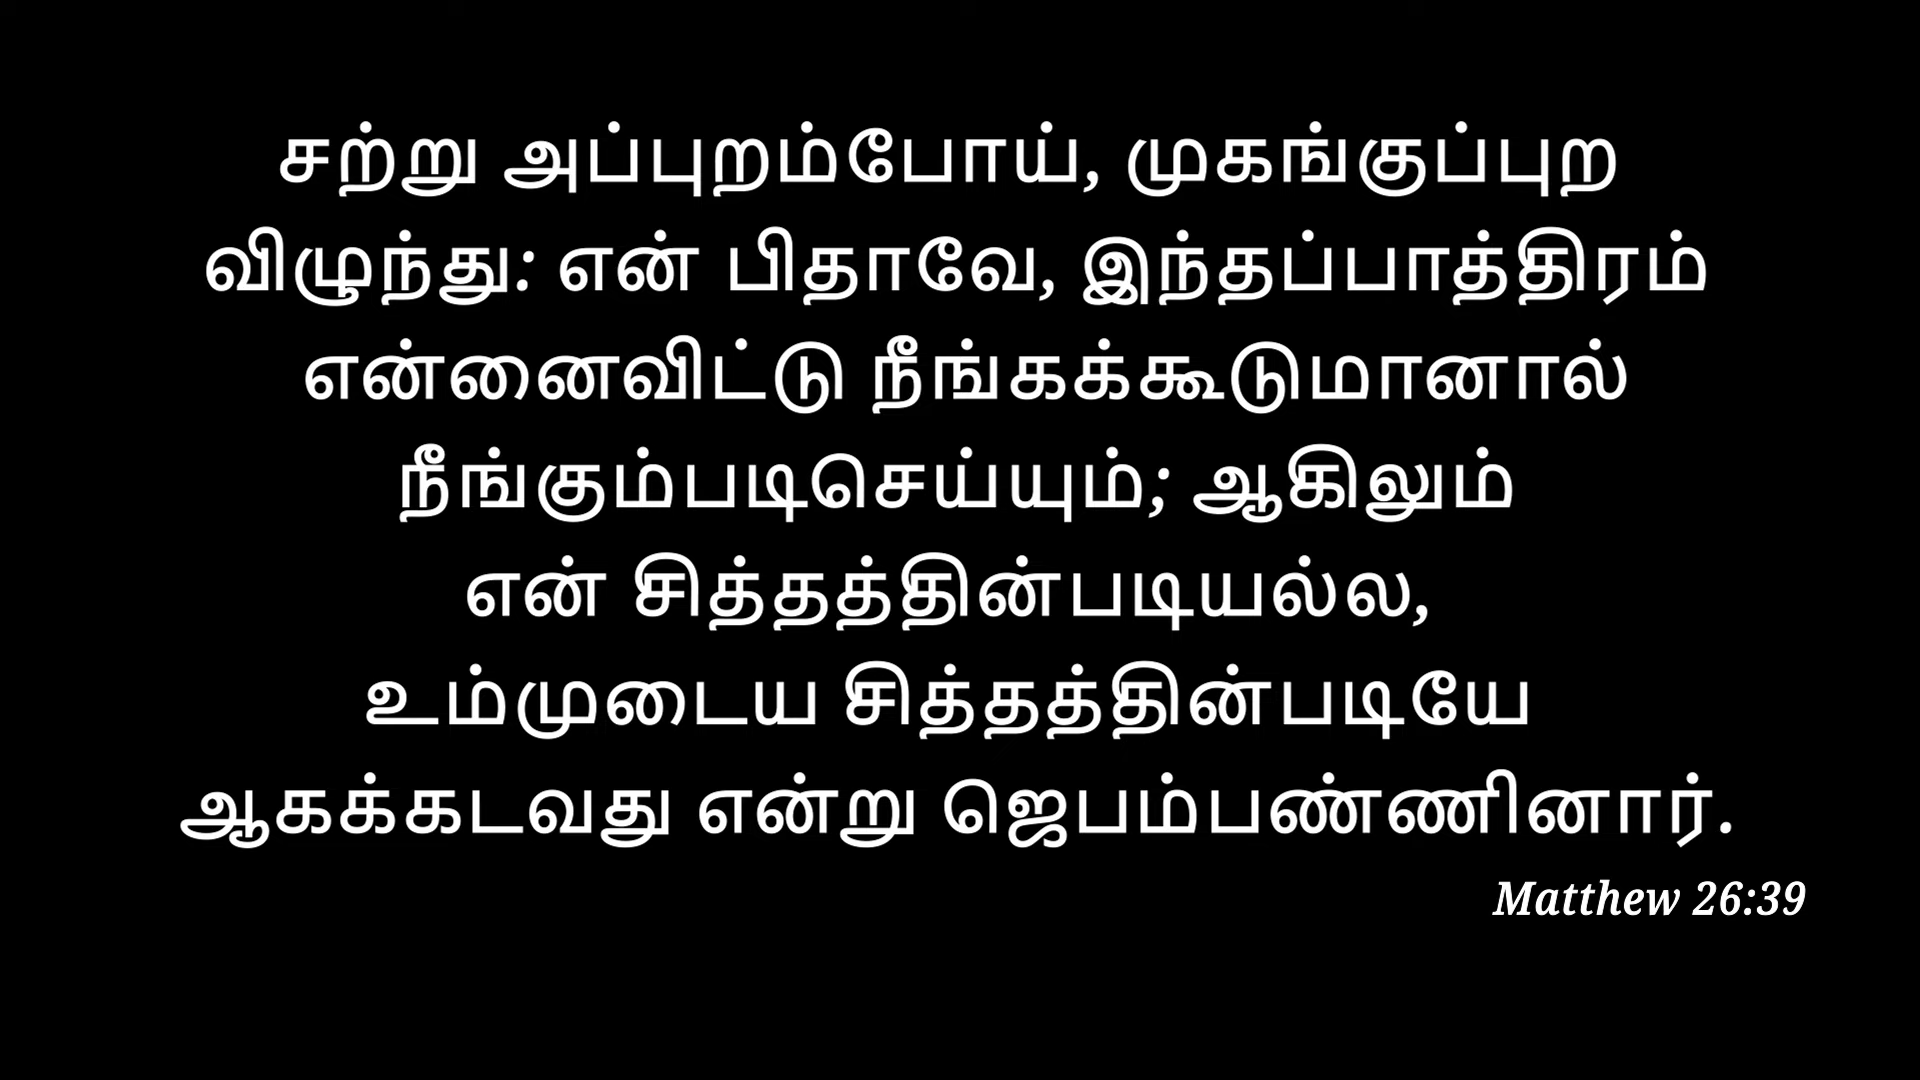 சற்று அப்புறம்போய், முகங்குப்புற
விழுந்து: என் பிதாவே, இந்தப்பாத்திரம்
என்னைவிட்டு நீங்கக்கூடுமானால்
நீங்கும்படிசெய்யும்; ஆகிலும்
என் சித்தத்தின்படியல்ல,
உம்முடைய சித்தத்தின்படியே
ஆகக்கடவது என்று ஜெபம்பண்ணினார்.
Matthew 26:39